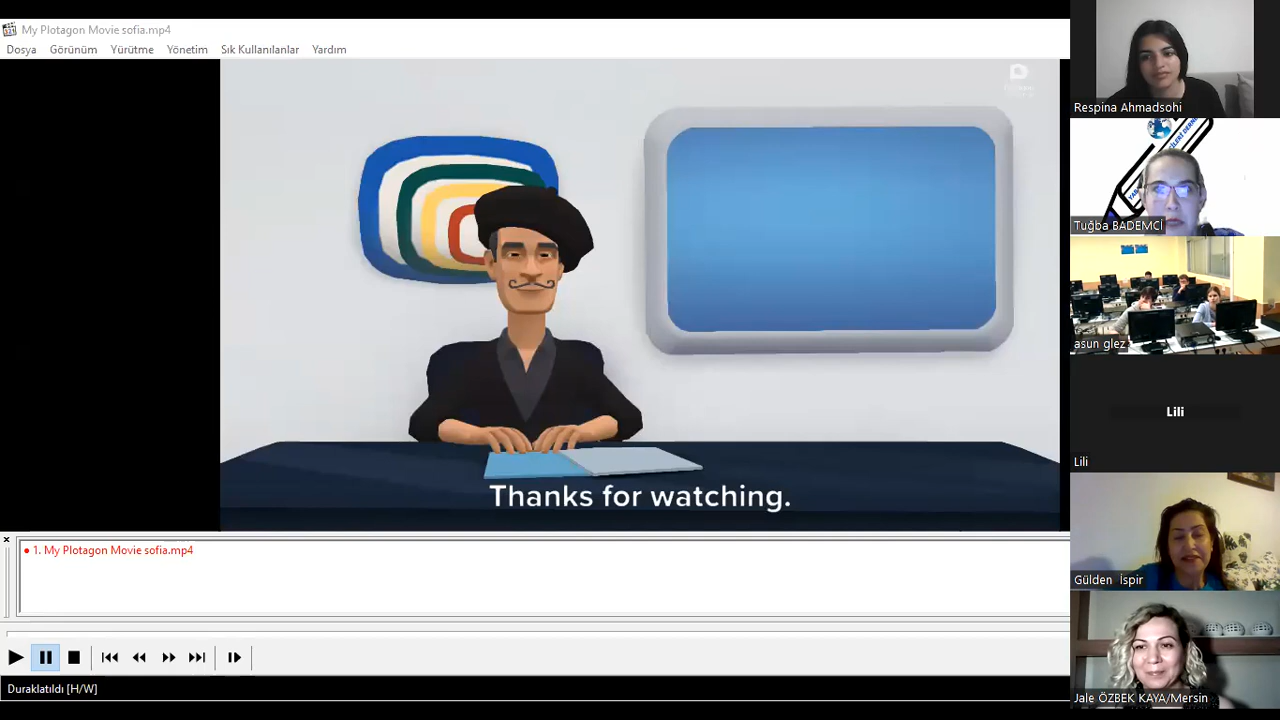 My Plotagon Movie sofia.mp4
Dosya Görünüm Yürütme Yönetim Sık Kullanılanlar Yardım
Thanks for watching.
1. My Plotagon Movie sofia.mp4
Duraklatıldı [H/W]
Respina Ahmadsohi
Tuğba BADEMCİ
asun glez
Lili
Lili
Gülden İspir
Jale ÖZBEK KAYA/Mersin